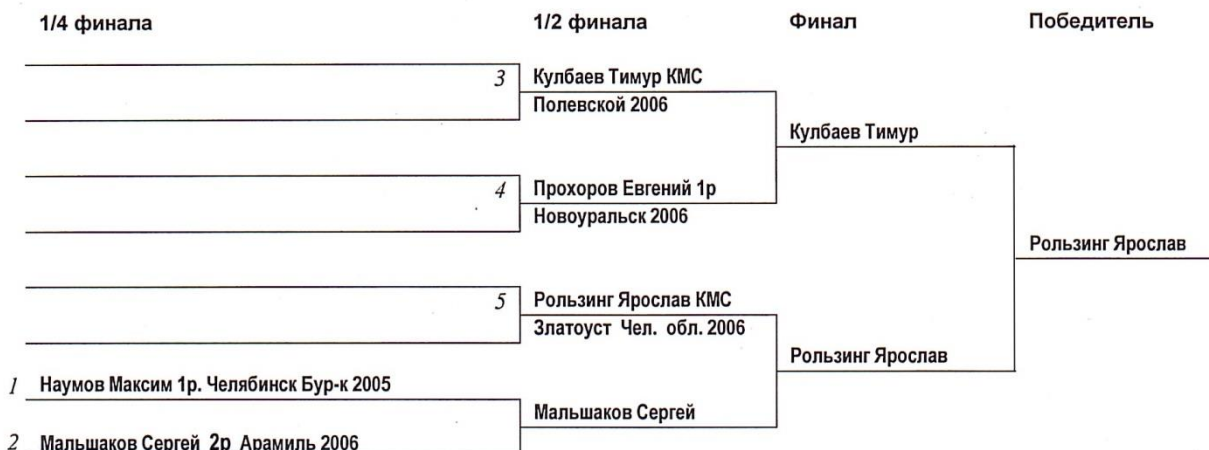 1/4 финала
1/2 финала
Финал
Победитель
3
Кулбаев Тимур КМС
Полевской 2006
Кулбаев Тимур
4
Прохоров Евгений 1р
Новоуральск 2006
Рользинг Ярослав
5
Рользинг Ярослав КМС
Златоуст Чел. обл. 2006
Рользинг Ярослав
1 Наумов Максим 1р. Челябинск Бур-к 2005
Мальшаков Сергей
2 Мальшаков Сергей 2р Арамиль 2006